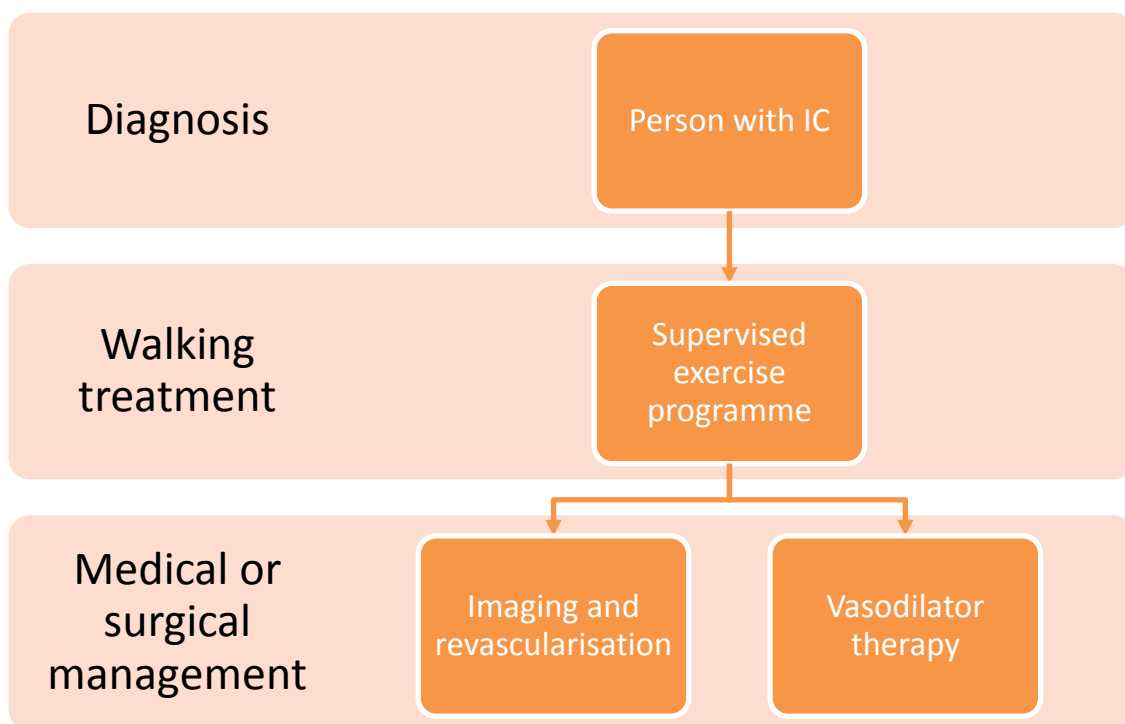 Diagnosis
Person with IC
Walking
treatment
Supervised
exercise
programme
Medical or
surgical
management
Imaging and
revascularisation
Vasodilator
therapy